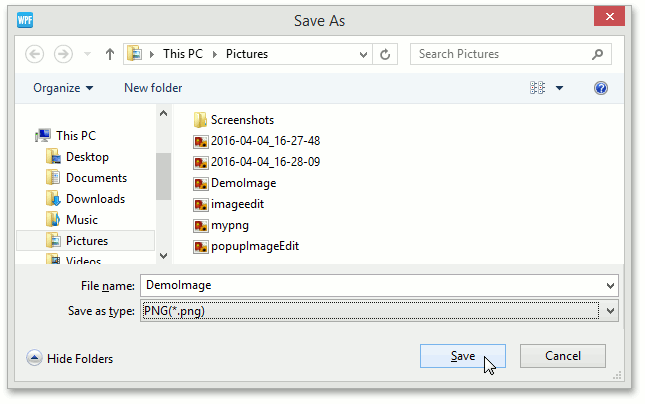 WPF
Save As
This PC
Pictures
Search Pictures
Organize
New folder
This PC
Desktop
Documents
Downloads
Music
Pictures
Videos
Screenshots
2016-04-04_16-27-48
2016-04-04_16-28-09
DemoImage
imageedit
mypng
popupImageEdit
File name: DemoImage
Save as type: PNG(*.png)
Hide Folders
Save
Cancel